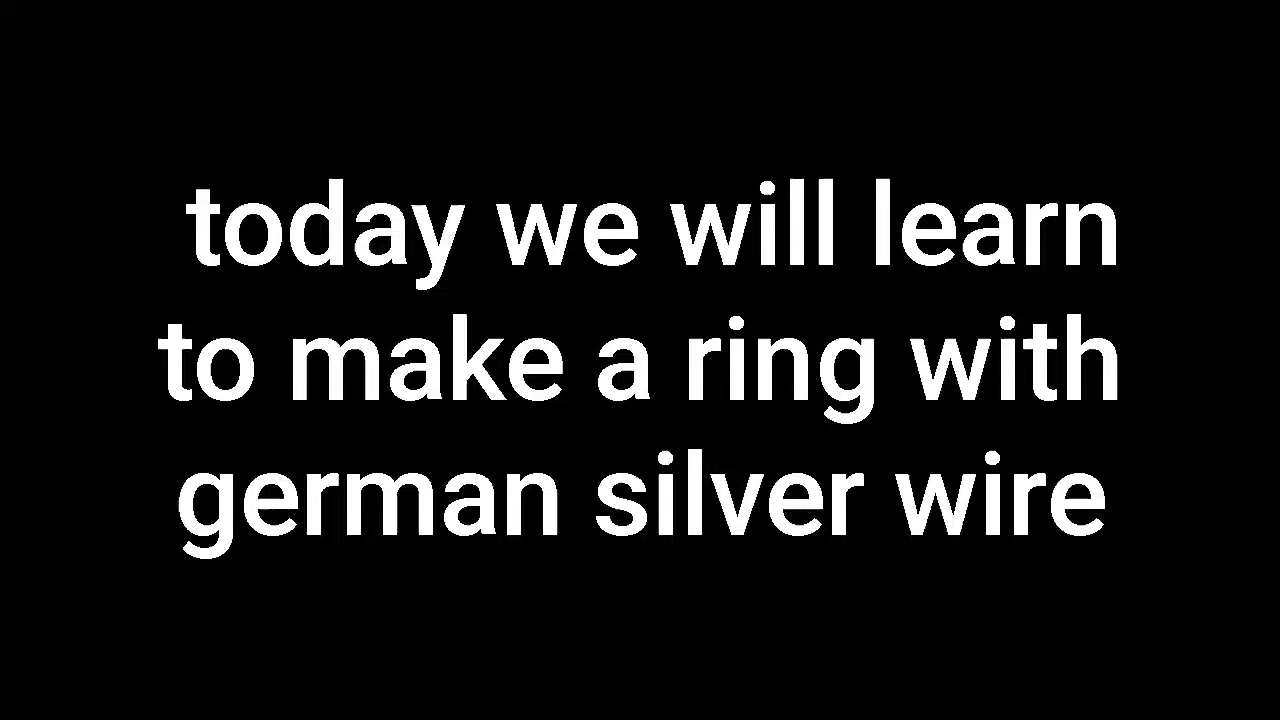 today we will learn
to make a ring with
german silver wire